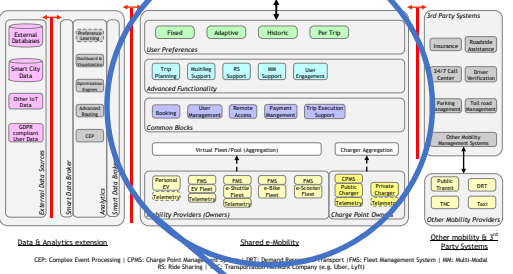 External
Databases
Smart City
Data
Other IoT
Data
GDPR
compliant
User Data
External Data Sources
Smart Data Broker
Preference
Learning
Dashboard &
Visualization
Optimization
Engines
Advanced
Routing
CEP
Analytics
Smart Data Broker
Fixed
Adaptive
Historic
Per Trip
User Preferences
Trip
Planning
Multileg
Support
RS
Support
MM
Support
User
Engagement
Advanced Functionality
Booking
User
Management
Remote
Access
Payment
Mangement
Trip Execution
Support
Common Blocks
Virtual Fleet/Pool (Aggregation)
Charger Aggregation
Personal
EV
Telemetry
FMS
EV Fleet
Telemetry
FMS
e-Shuttle
Fleet
Telemetry
FMS
e-Bike
Fleet
FMS
e-Scooter
Fleet
Telemetry
Mobility Providers (Owners)
CPMS
Public
Charger
Telemetry
Private
Charger
Telemetry
Charge Point Owners
3rd Party Systems
Insurance
Roadside
Assistance
24/7 Call
Center
Driver
Verification
Parking
Management
Toll road
Management
Other Mobility
Management Systems
Public
Transit
DRT
TNC
Taxi
Other Mobility Providers
Data & Analytics extension
Shared e-Mobility
Other mobility & 3rd
Party Systems
CEP: Complex Event Processing | CPMS: Charge Point Management System | DRT: Demand Responsive Transport |FMS: Fleet Management System | MM: Multi-Modal
RS: Ride Sharing | TNC: Transportation Network Company (e.g. Uber, Lyft)